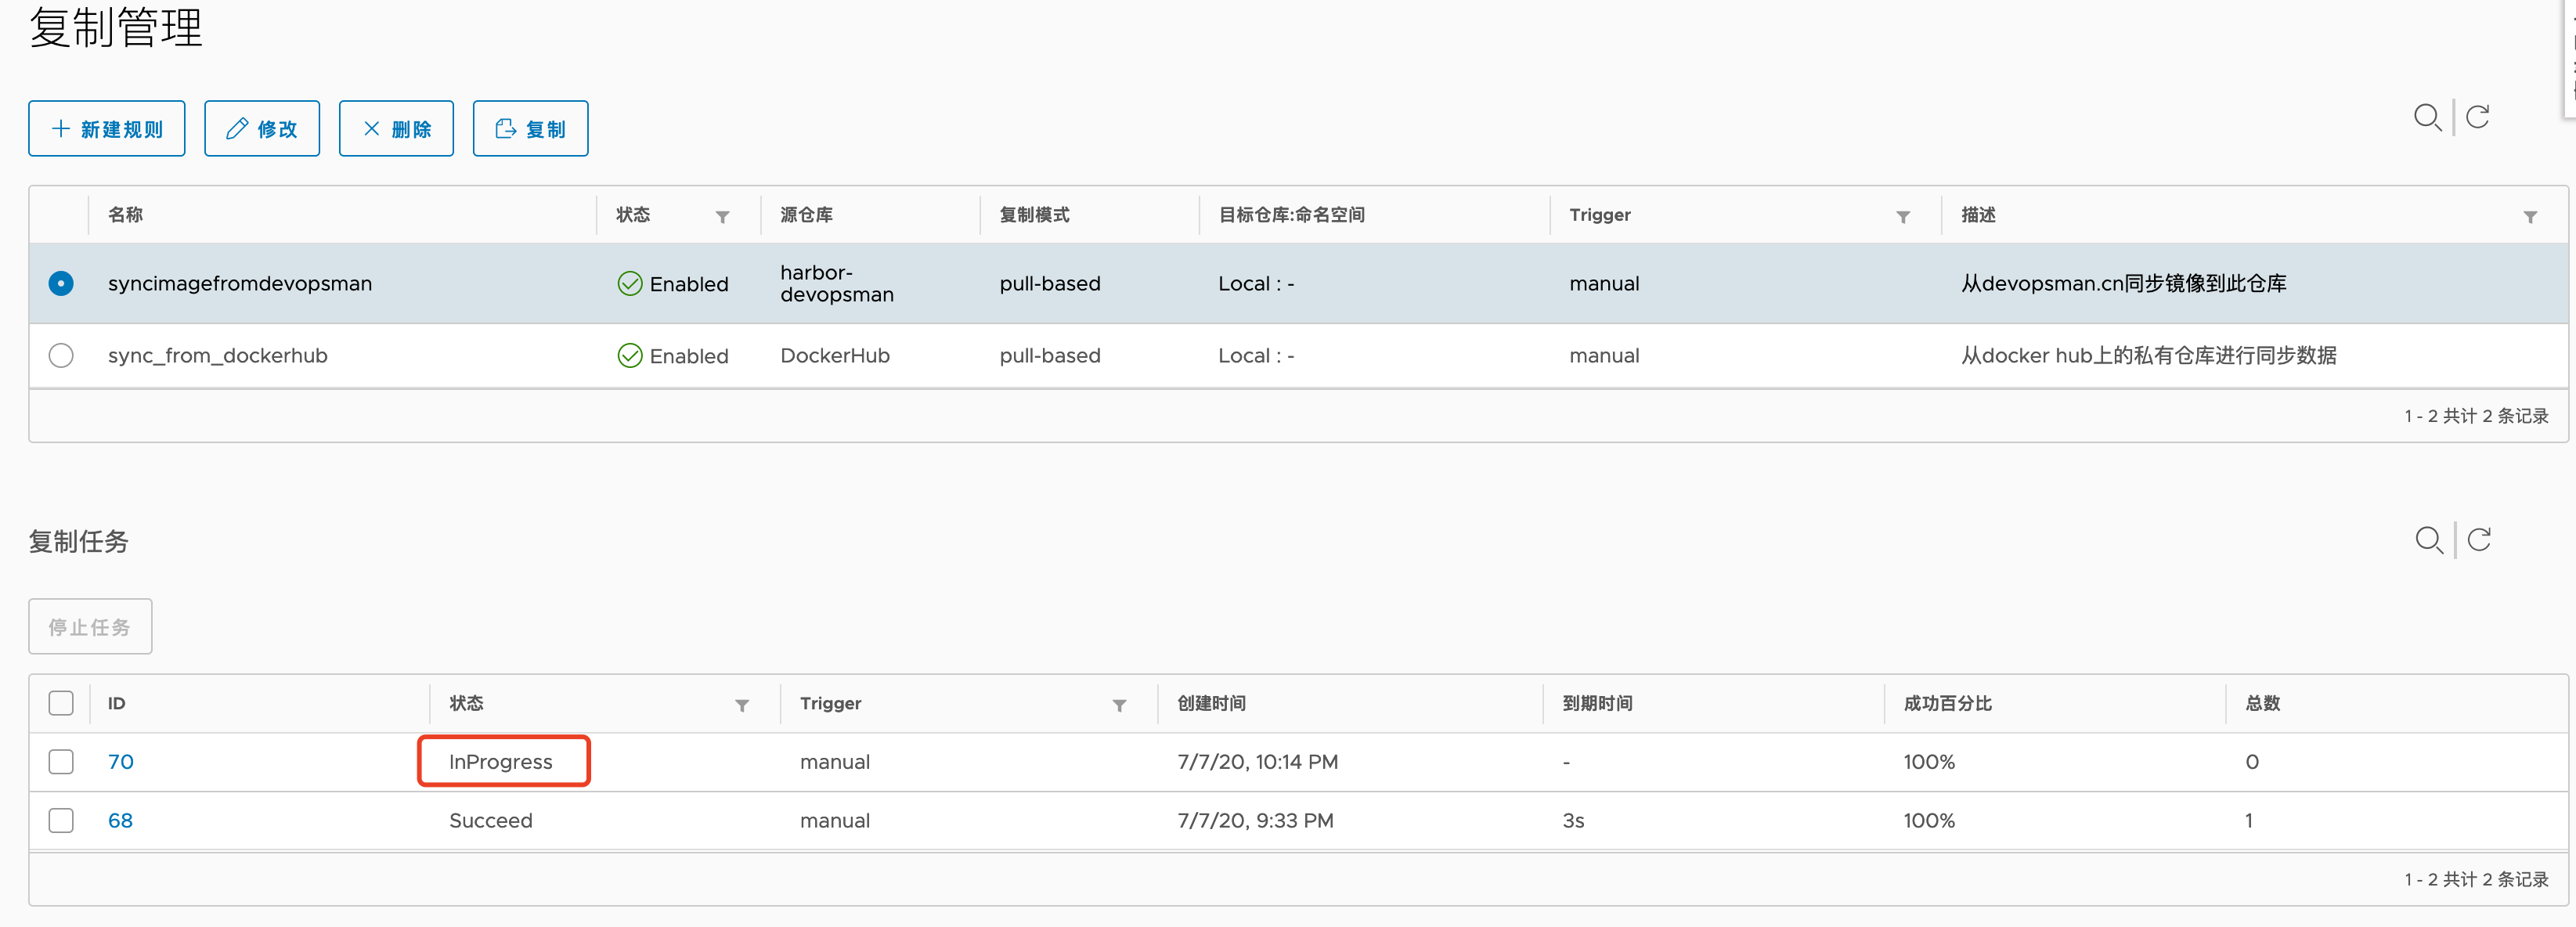 复制管理
新建规则 修改 删除 复制
名称 状态 源仓库 复制模式 目标仓库:命名空间 Trigger 描述
syncimagefromdevopsman Enabled harbor-devopsman pull-based Local : - manual 从devopsman.cn同步镜像到此仓库
sync_from_dockerhub Enabled DockerHub pull-based Local : - manual 从docker hub上的私有仓库进行同步数据
1 - 2 共计 2 条记录
复制任务
停止任务
ID 状态 Trigger 创建时间 到期时间 成功百分比 总数
70 InProgress manual 7/7/20, 10:14 PM - 100% 0
68 Succeed manual 7/7/20, 9:33 PM 3s 100% 1
1 - 2 共计 2 条记录